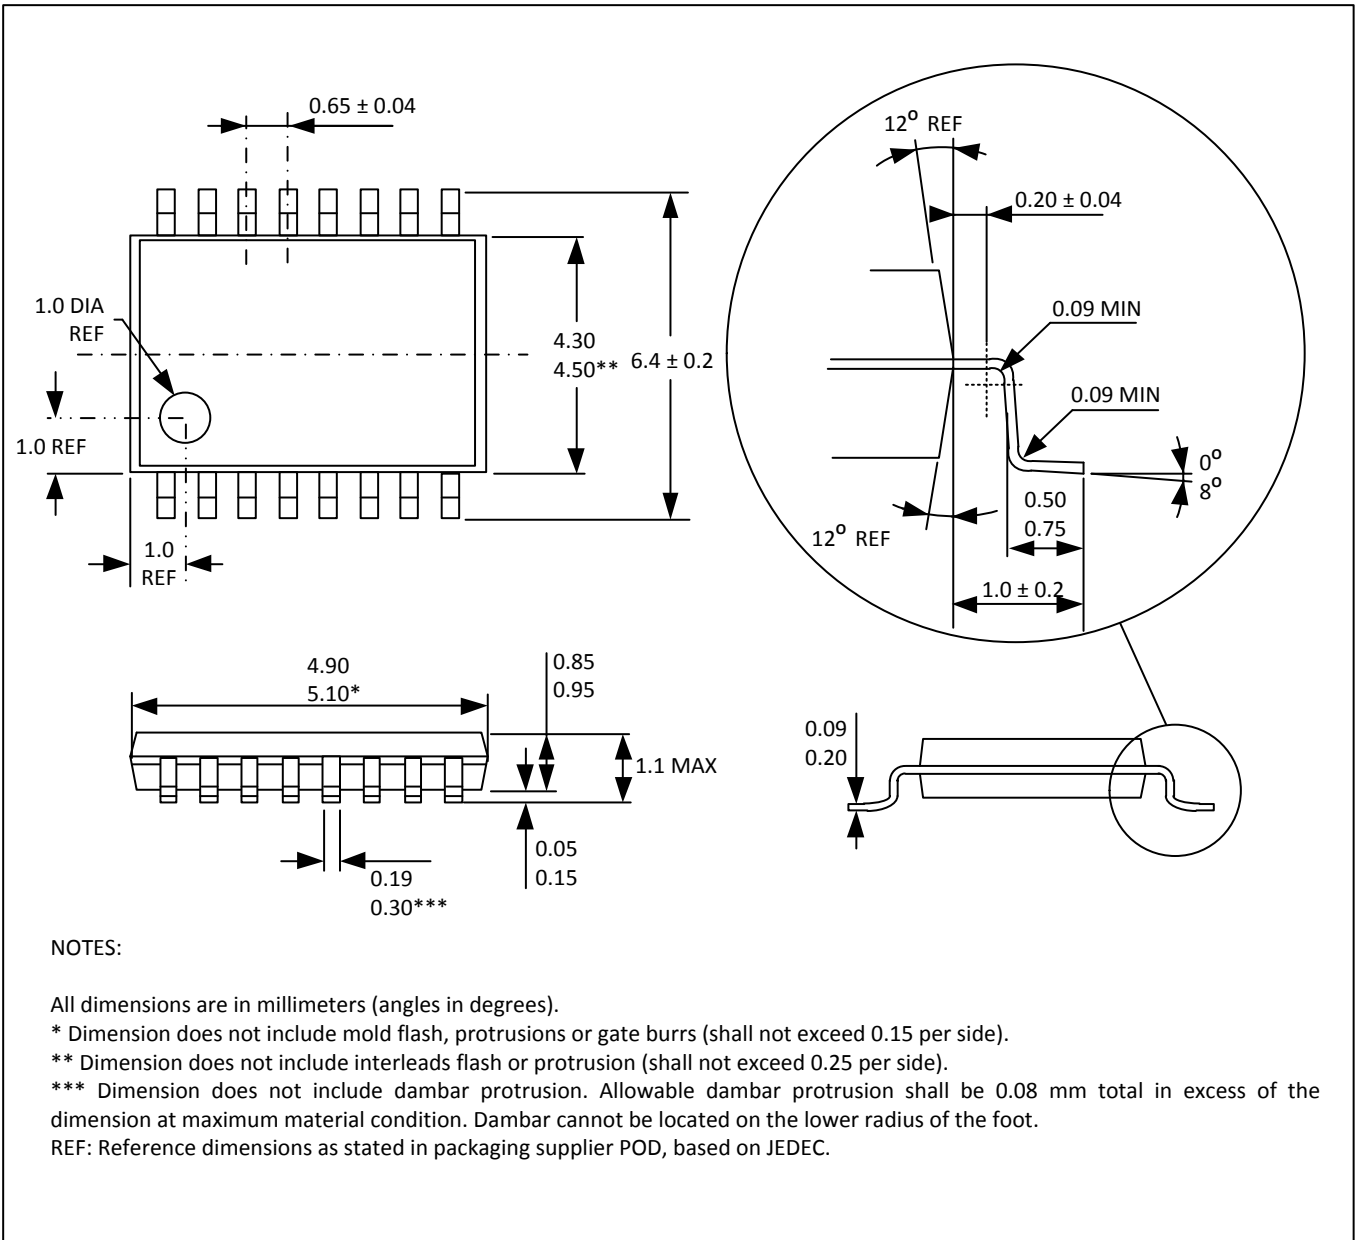 0.65 ± 0.04
12° REF
0.20 ± 0.04
1.0 DIA
REF
0.09 MIN
4.30
4.50**
6.4 ± 0.2
0.09 MIN
1.0 REF
0°
8°
0.50
0.75
12° REF
1.0
REF
1.0 ± 0.2
4.90
5.10*
0.85
0.95
1.1 MAX
0.09
0.20
0.05
0.15
0.19
0.30***
NOTES:
All dimensions are in millimeters (angles in degrees).
* Dimension does not include mold flash, protrusions or gate burrs (shall not exceed 0.15 per side).
** Dimension does not include interleads flash or protrusion (shall not exceed 0.25 per side).
*** Dimension does not include dambar protrusion. Allowable dambar protrusion shall be 0.08 mm total in excess of the
dimension at maximum material condition. Dambar cannot be located on the lower radius of the foot.
REF: Reference dimensions as stated in packaging supplier POD, based on JEDEC.